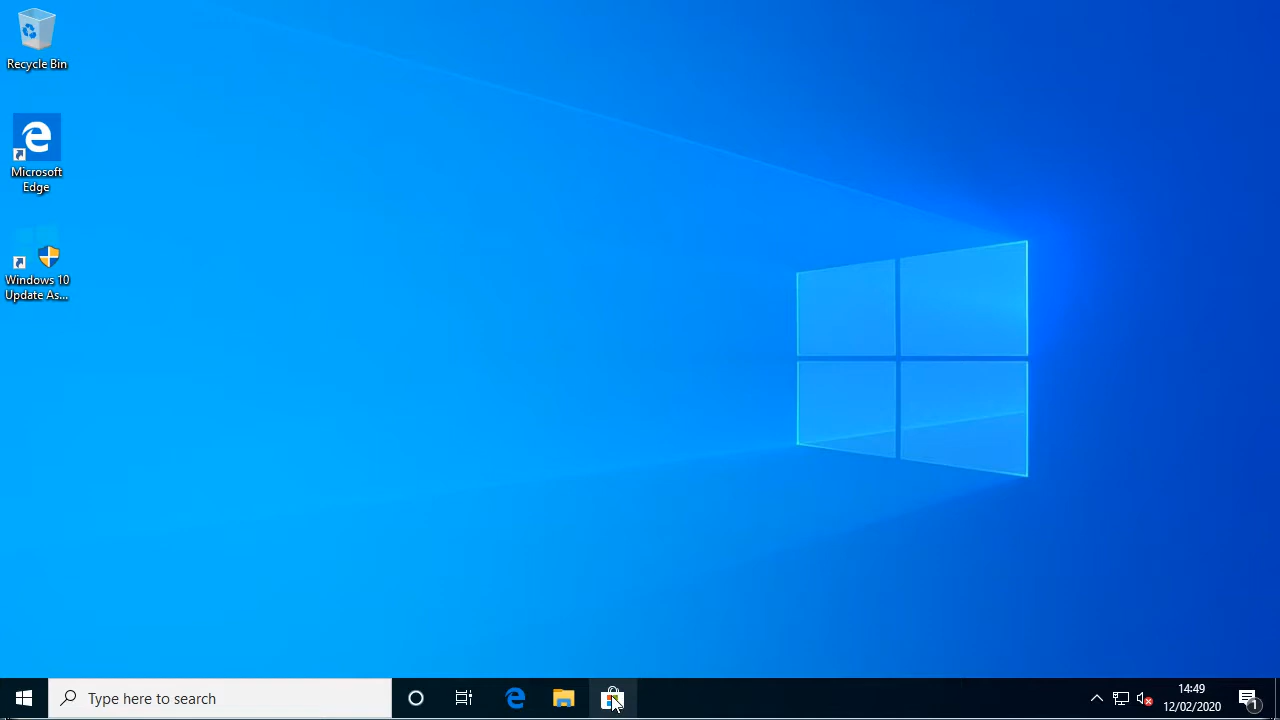 Recycle Bin
Microsoft
Edge
Windows 10
Update As...
Type here to search
14:49
12/02/2020
1